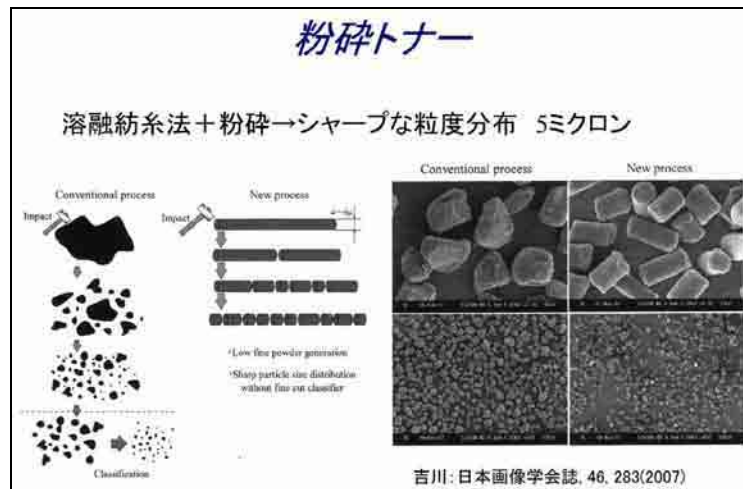 粉砕トナー
溶融紡糸法＋粉砕→シャープな粒度分布 5ミクロン
Conventional process
New process
Impact
Impact
・Low fine powder generation
・Sharp particle size distribution
without fine cut classifier
Classification
Conventional process
New process
吉川：日本画像学会誌, 46, 283(2007)